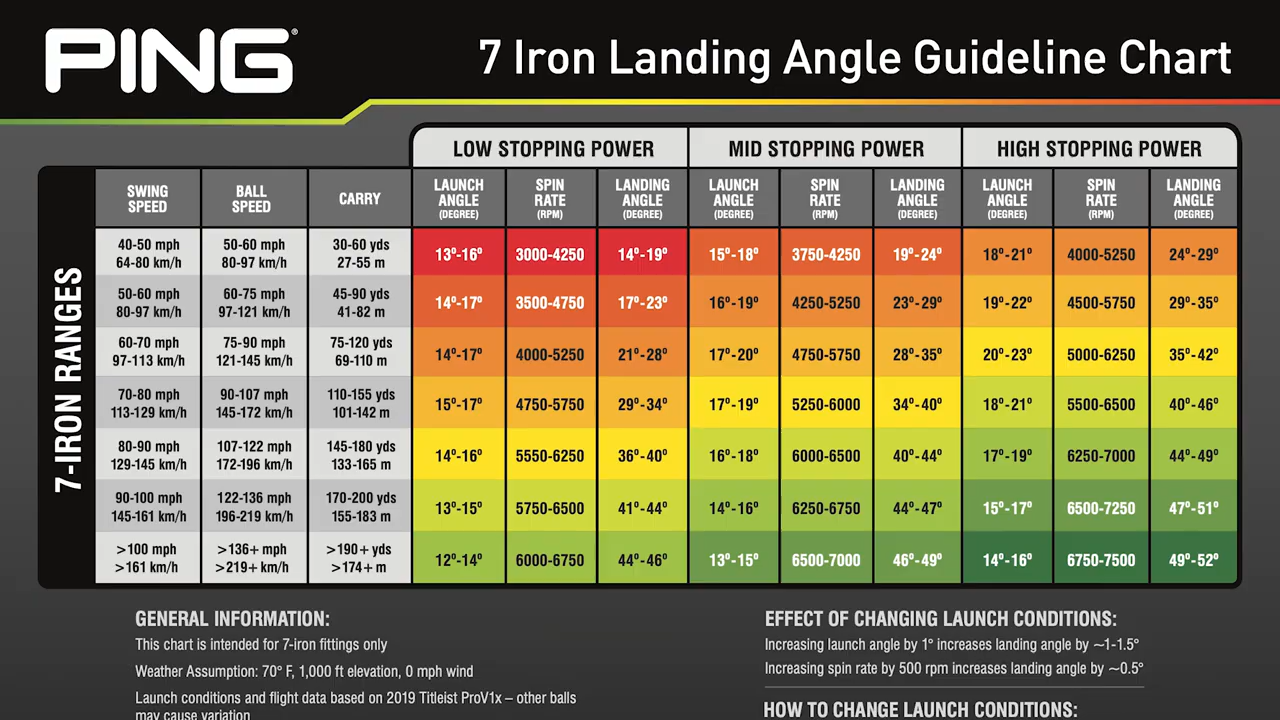 PING®
7 Iron Landing Angle Guideline Chart
LOW STOPPING POWER MID STOPPING POWER HIGH STOPPING POWER
SWING SPEED BALL SPEED CARRY LAUNCH ANGLE (DEGREE) SPIN RATE (RPM) LANDING ANGLE (DEGREE) LAUNCH ANGLE (DEGREE) SPIN RATE (RPM) LANDING ANGLE (DEGREE) LAUNCH ANGLE (DEGREE) SPIN RATE (RPM) LANDING ANGLE (DEGREE)
7-IRON RANGES
40-50 mph 50-60 mph 30-60 yds
64-80 km/h 80-97 km/h 27-55 m
13º-16º 3000-4250 14º-19º 15º-18º 3750-4250 19º-24º 18º-21º 4000-5250 24º-29º
50-60 mph 60-75 mph 45-90 yds
80-97 km/h 97-121 km/h 41-82 m
14º-17º 3500-4750 17º-23º 16º-19º 4250-5250 23º-29º 19º-22º 4500-5750 29º-35º
60-70 mph 75-90 mph 75-120 yds
97-113 km/h 121-145 km/h 69-110 m
14º-17º 4000-5250 21º-28º 17º-20º 4750-5750 28º-35º 20º-23º 5000-6250 35º-42º
70-80 mph 90-107 mph 110-155 yds
113-129 km/h 145-172 km/h 101-142 m
15º-17º 4750-5750 29º-34º 17º-19º 5250-6000 34º-40º 18º-21º 5500-6500 40º-46º
80-90 mph 107-122 mph 145-180 yds
129-145 km/h 172-196 km/h 133-165 m
14º-16º 5550-6250 36º-40º 16º-18º 6000-6500 40º-44º 17º-19º 6250-7000 44º-49º
90-100 mph 122-136 mph 170-200 yds
145-161 km/h 196-219 km/h 155-183 m
13º-15º 5750-6500 41º-44º 14º-16º 6250-6750 44º-47º 15º-17º 6500-7250 47º-51º
>100 mph >136+ mph >190+ yds
>161 km/h >219+ km/h >174+ m
12º-14º 6000-6750 44º-46º 13º-15º 6500-7000 46º-49º 14º-16º 6750-7500 49º-52º
GENERAL INFORMATION:
This chart is intended for 7-iron fittings only
Weather Assumption: 70° F, 1,000 ft elevation, 0 mph wind
Launch conditions and flight data based on 2019 Titleist ProV1x – other balls
may cause variation
EFFECT OF CHANGING LAUNCH CONDITIONS:
Increasing launch angle by 1° increases landing angle by ~1-1.5°
Increasing spin rate by 500 rpm increases landing angle by ~0.5°
HOW TO CHANGE LAUNCH CONDITIONS: